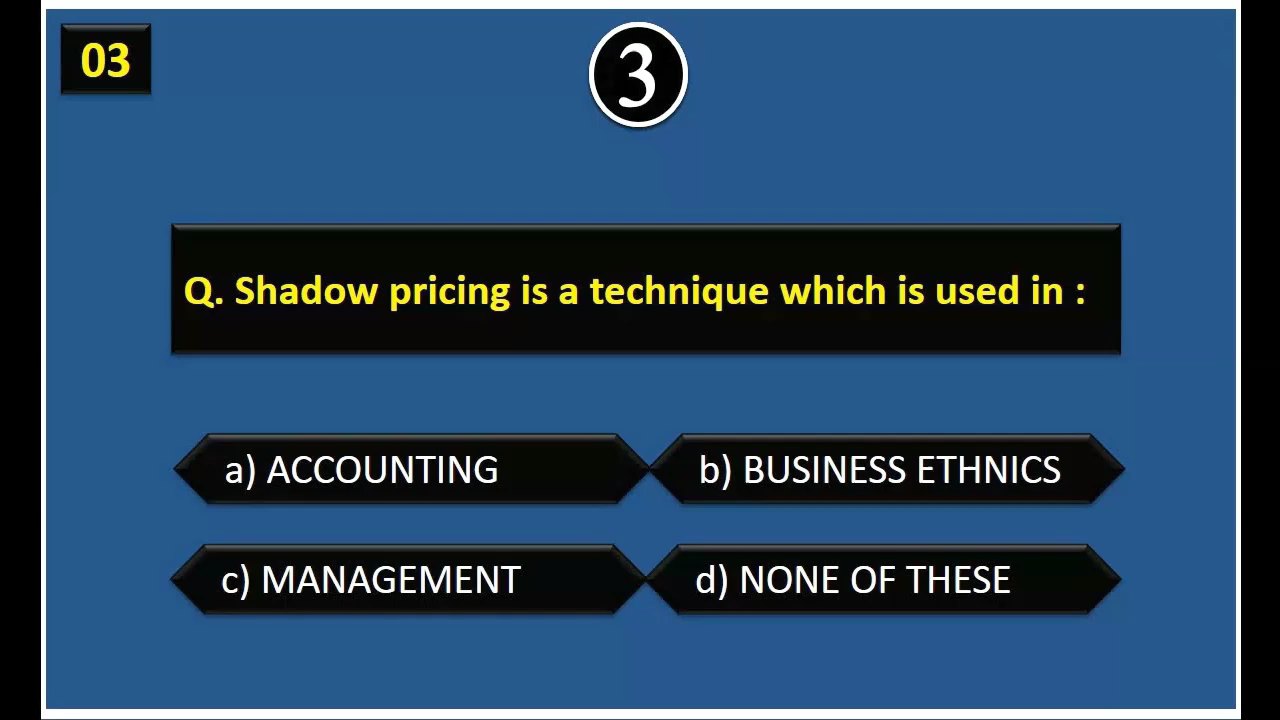 03
3
Q. Shadow pricing is a technique which is used in :
a) ACCOUNTING
b) BUSINESS ETHNICS
c) MANAGEMENT
d) NONE OF THESE